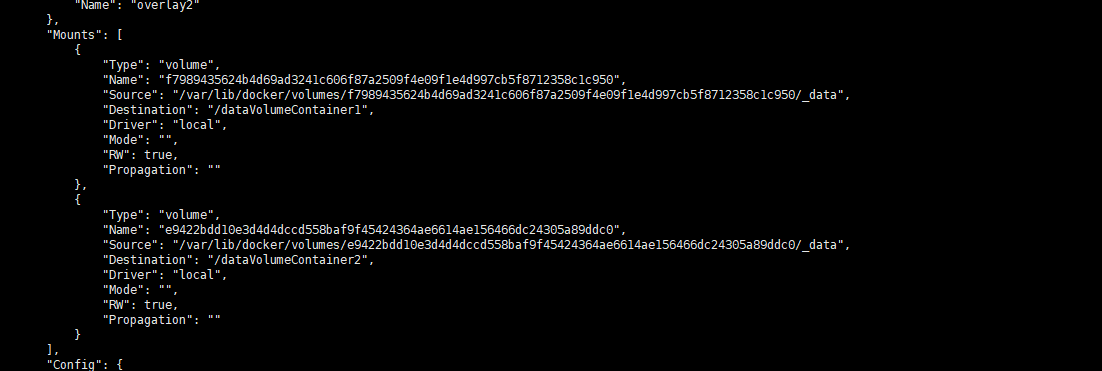 "Name": "overlay2"
},
"Mounts": [
{
"Type": "volume",
"Name": "f7989435624b4d69ad3241c606f87a2509f4e09f1e4d997cb5f8712358c1c950",
"Source": "/var/lib/docker/volumes/f7989435624b4d69ad3241c606f87a2509f4e09f1e4d997cb5f8712358c1c950/_data",
"Destination": "/dataVolumeContainer1",
"Driver": "local",
"Mode": "",
"RW": true,
"Propagation": ""
},
{
"Type": "volume",
"Name": "e9422bdd10e3d4d4dccd558baf9f45424364ae6614ae156466dc24305a89ddc0",
"Source": "/var/lib/docker/volumes/e9422bdd10e3d4d4dccd558baf9f45424364ae6614ae156466dc24305a89ddc0/_data",
"Destination": "/dataVolumeContainer2",
"Driver": "local",
"Mode": "",
"RW": true,
"Propagation": ""
}
],
"Config": {